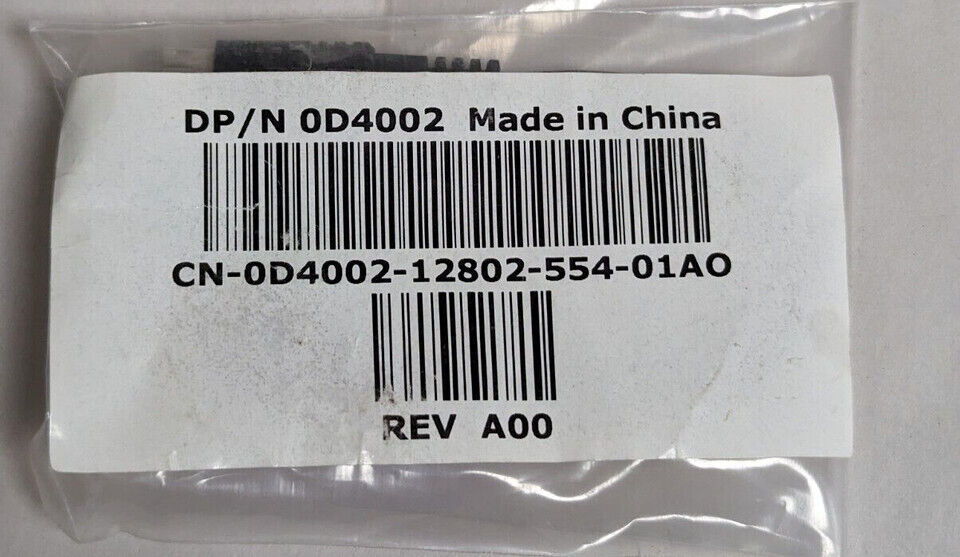 DP/N 0D4002 Made in China
CN-0D4002-12802-554-01AO
REV A00